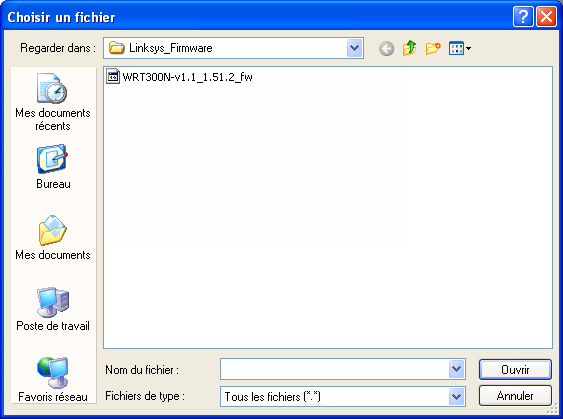 Choisir un fichier
Regarder dans :
Linksys_Firmware
WRT300N-v1.1_1.51.2_fw
Mes documents
récents
Bureau
Mes documents
Poste de travail
Favoris réseau
Nom du fichier :
Ouvrir
Fichiers de type :
Tous les fichiers (*.*)
Annuler